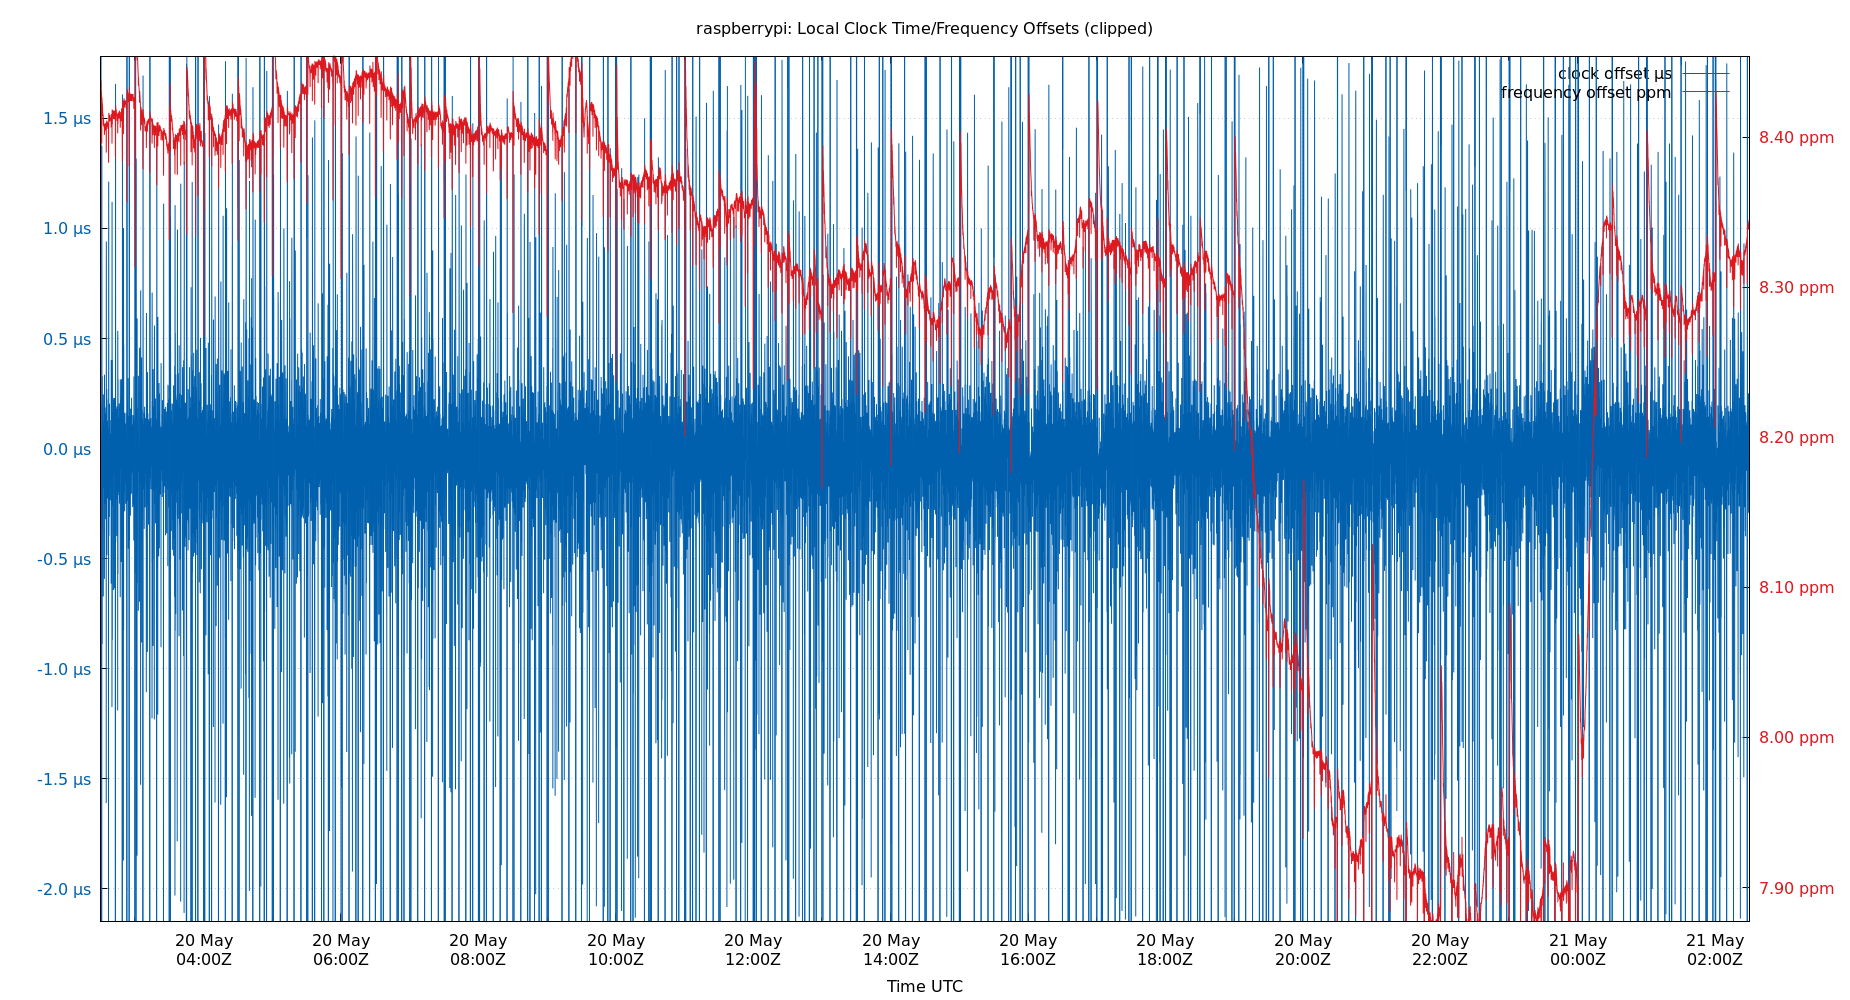 raspberrypi: Local Clock Time/Frequency Offsets (clipped)
clock offset µs
frequency offset ppm
1.5 µs
1.0 µs
0.5 µs
0.0 µs
-0.5 µs
-1.0 µs
-1.5 µs
-2.0 µs
8.40 ppm
8.30 ppm
8.20 ppm
8.10 ppm
8.00 ppm
7.90 ppm
20 May 20 May 20 May 20 May 20 May 20 May 20 May 20 May 20 May 20 May 21 May 21 May
04:00Z 06:00Z 08:00Z 10:00Z 12:00Z 14:00Z 16:00Z 18:00Z 20:00Z 22:00Z 00:00Z 02:00Z
Time UTC